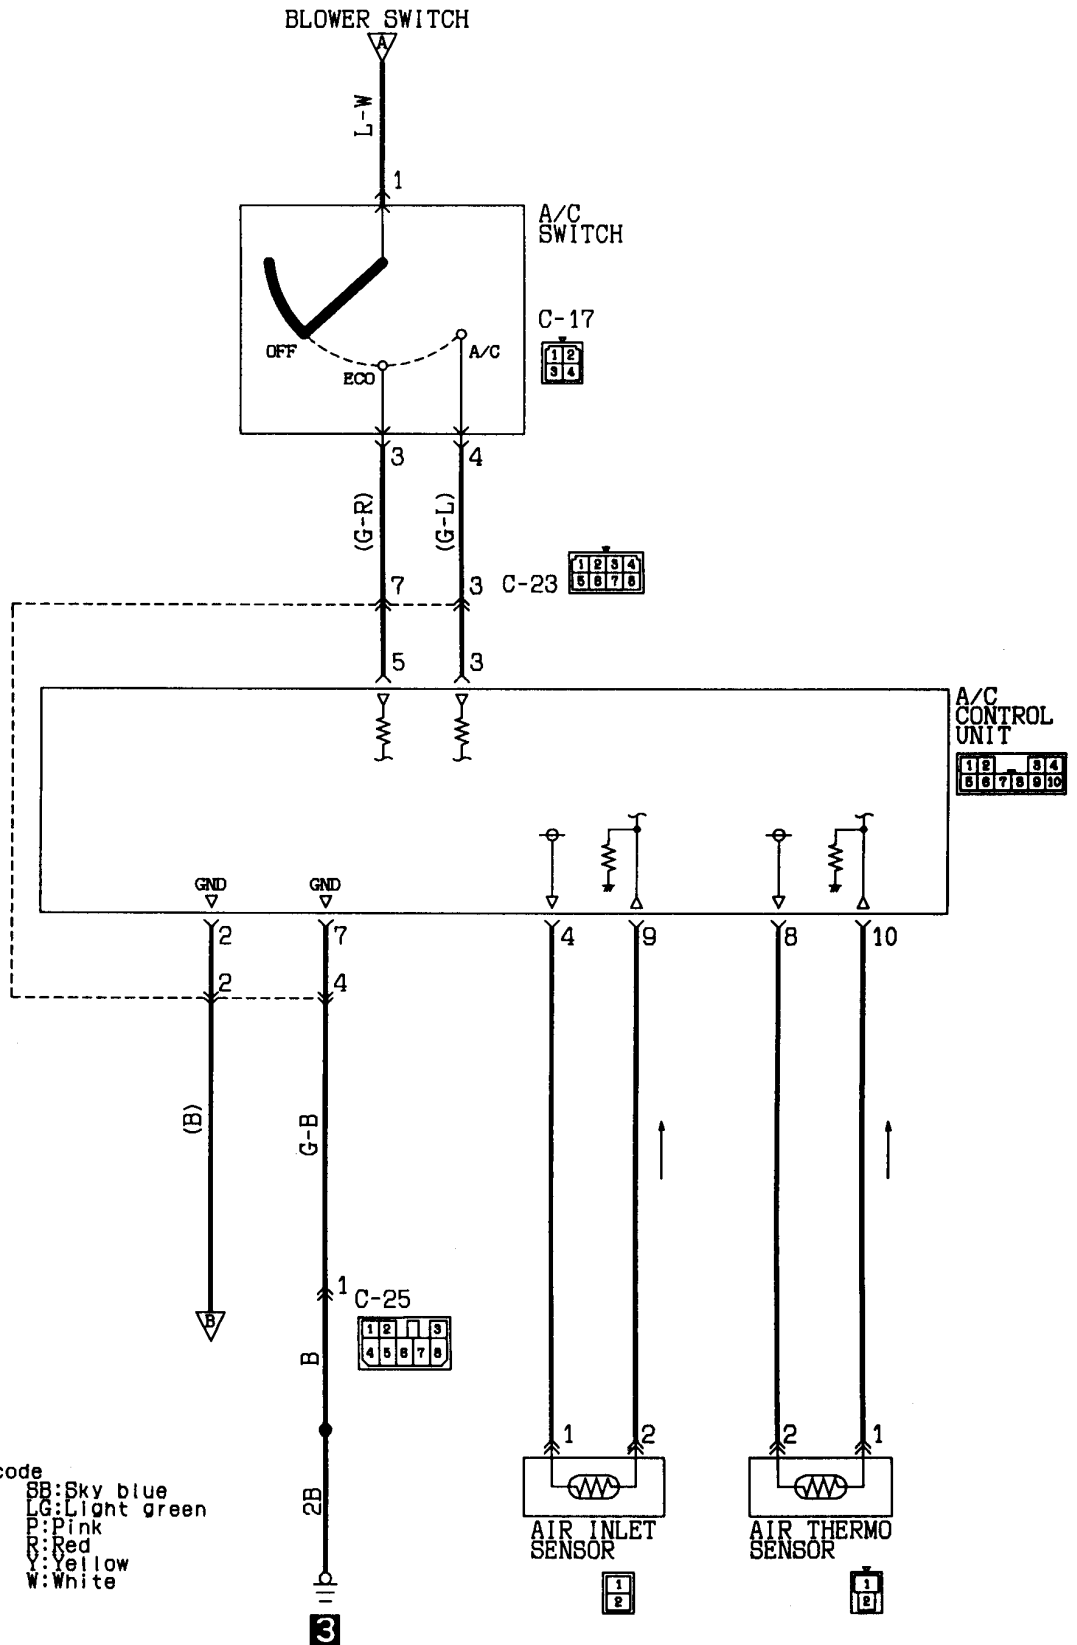 BLOWER SWITCH
A
L-W
1
A/C
SWITCH
C-17
1 2
3 4
OFF
ECO
A/C
3
4
(G-R)
(G-L)
C-23
1 2 3 4
5 6 7 8
7
3
5
3
A/C
CONTROL
UNIT
1 2 3 4
5 6 7 8 9 10
GND
GND
2
7
4
9
8
10
2
4
(B)
G-B
B
1
C-25
1 2 3
4 5 6 7 8
B
2B
3
1
2
2
1
AIR INLET
SENSOR
1
2
AIR THERMO
SENSOR
1
2
code
SB:Sky blue
LG:Light green
P:Pink
R:Red
Y:Yellow
W:White